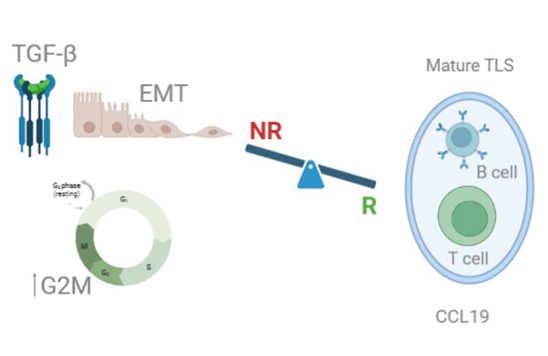 TGF-β
EMT
G₀ phase
(resting)
G₁
S
G₂
M
↑G2M
NR
R
Mature TLS
B cell
T cell
CCL19